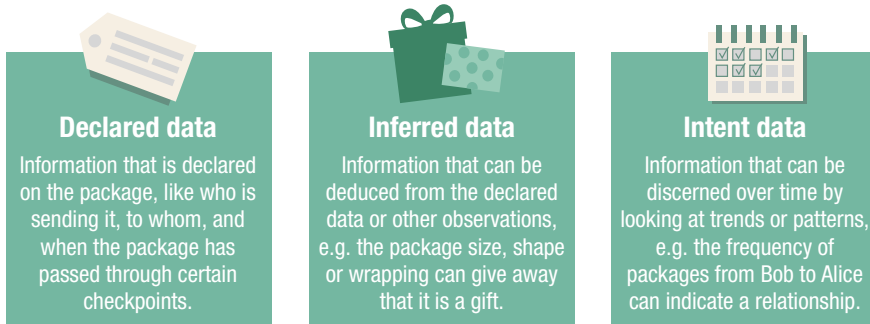 Declared data
Information that is declared
on the package, like who is
sending it, to whom, and
when the package has
passed through certain
checkpoints.
Inferred data
Information that can be
deduced from the declared
data or other observations,
e.g. the package size, shape
or wrapping can give away
that it is a gift.
Intent data
Information that can be
discerned over time by
looking at trends or patterns,
e.g. the frequency of
packages from Bob to Alice
can indicate a relationship.